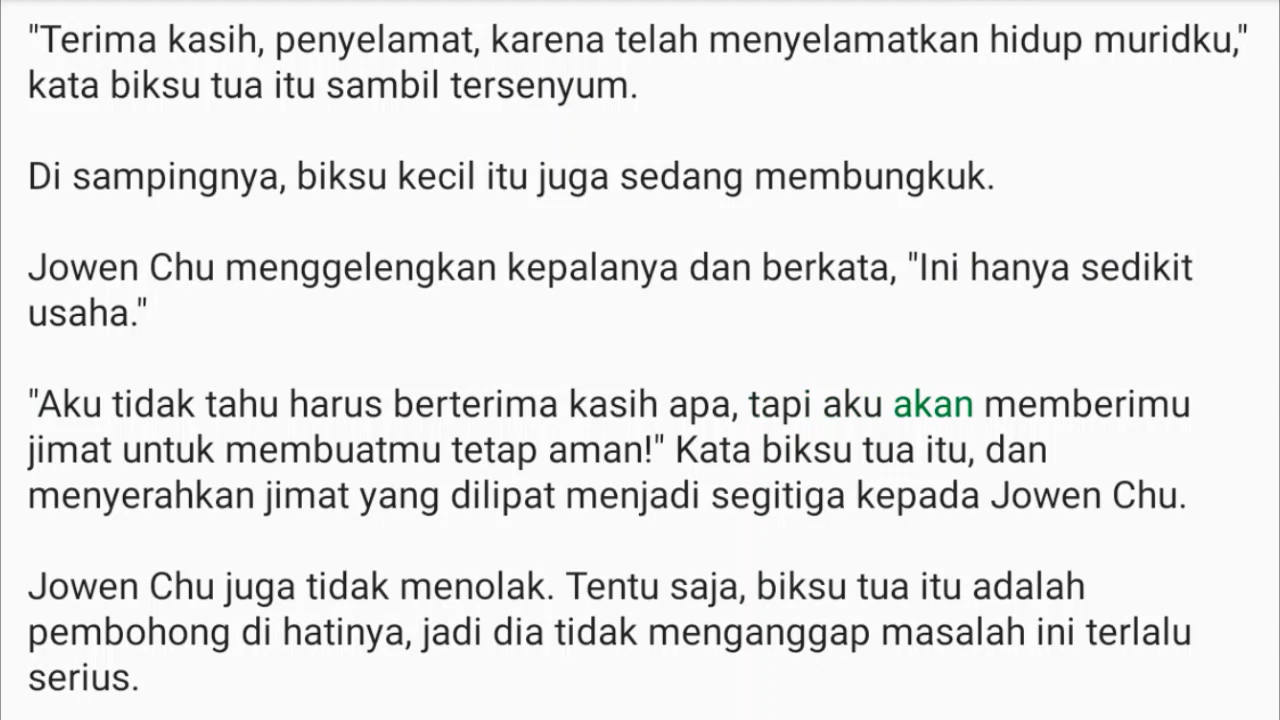 "Terima kasih, penyelamat, karena telah menyelamatkan hidup muridku,"
kata biksu tua itu sambil tersenyum.
Di sampingnya, biksu kecil itu juga sedang membungkuk.
Jowen Chu menggelengkan kepalanya dan berkata, "Ini hanya sedikit
usaha."
"Aku tidak tahu harus berterima kasih apa, tapi aku akan memberimu
jimat untuk membuatmu tetap aman!" Kata biksu tua itu, dan
menyerahkan jimat yang dilipat menjadi segitiga kepada Jowen Chu.
Jowen Chu juga tidak menolak. Tentu saja, biksu tua itu adalah
pembohong di hatinya, jadi dia tidak menganggap masalah ini terlalu
serius.